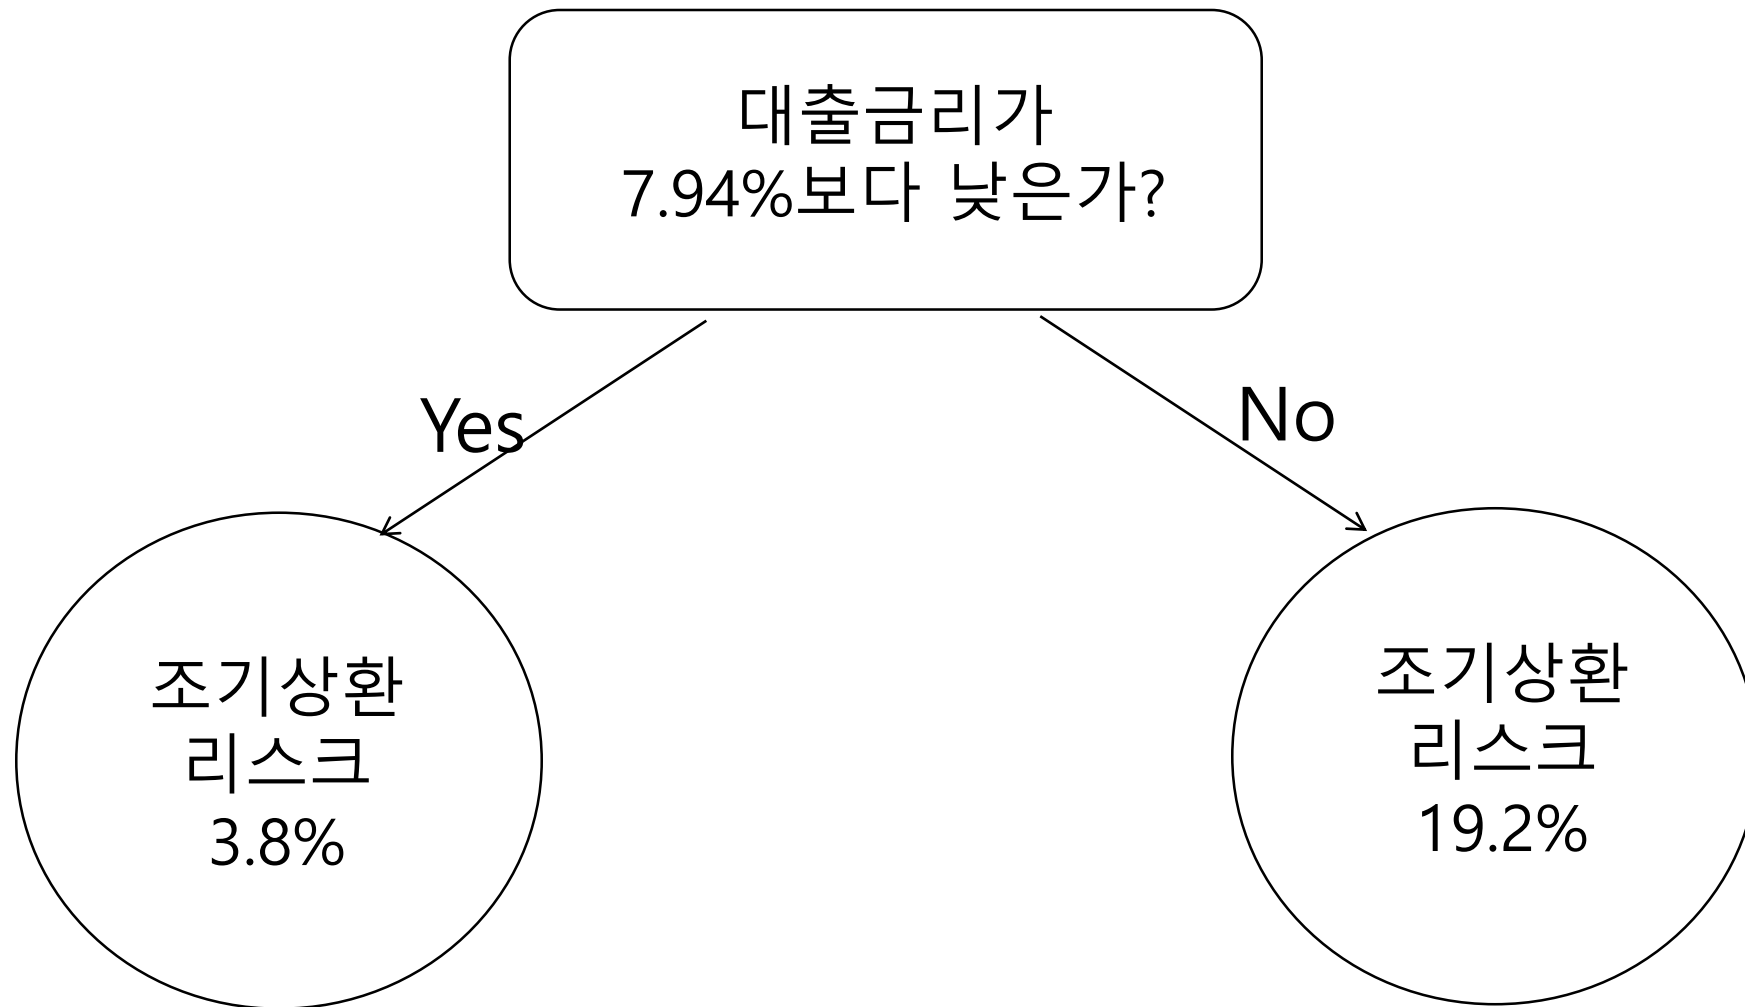 대출금리가
7.94%보다 낮은가?
Yes
No
조기상환
리스크
3.8%
조기상환
리스크
19.2%